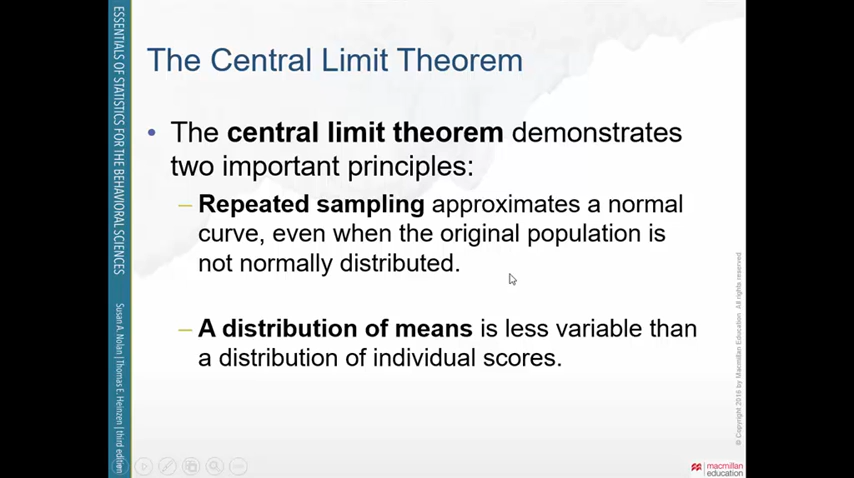 The Central Limit Theorem
• The central limit theorem demonstrates
two important principles:
– Repeated sampling approximates a normal
curve, even when the original population is
not normally distributed.
– A distribution of means is less variable than
a distribution of individual scores.
ESSENTIALS OF STATISTICS FOR THE BEHAVIORAL SCIENCES
Susan A. Nolan | Thomas E. Heinzen | third edition
© Copyright 2016 by Macmillan Education. All rights reserved
macmillan
education